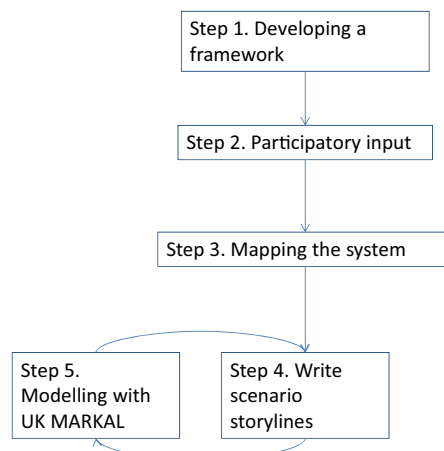 Step 1. Developing a
framework
Step 2. Participatory input
Step 3. Mapping the system
Step 5.
Modelling with
UK MARKAL
Step 4. Write
scenario
storylines